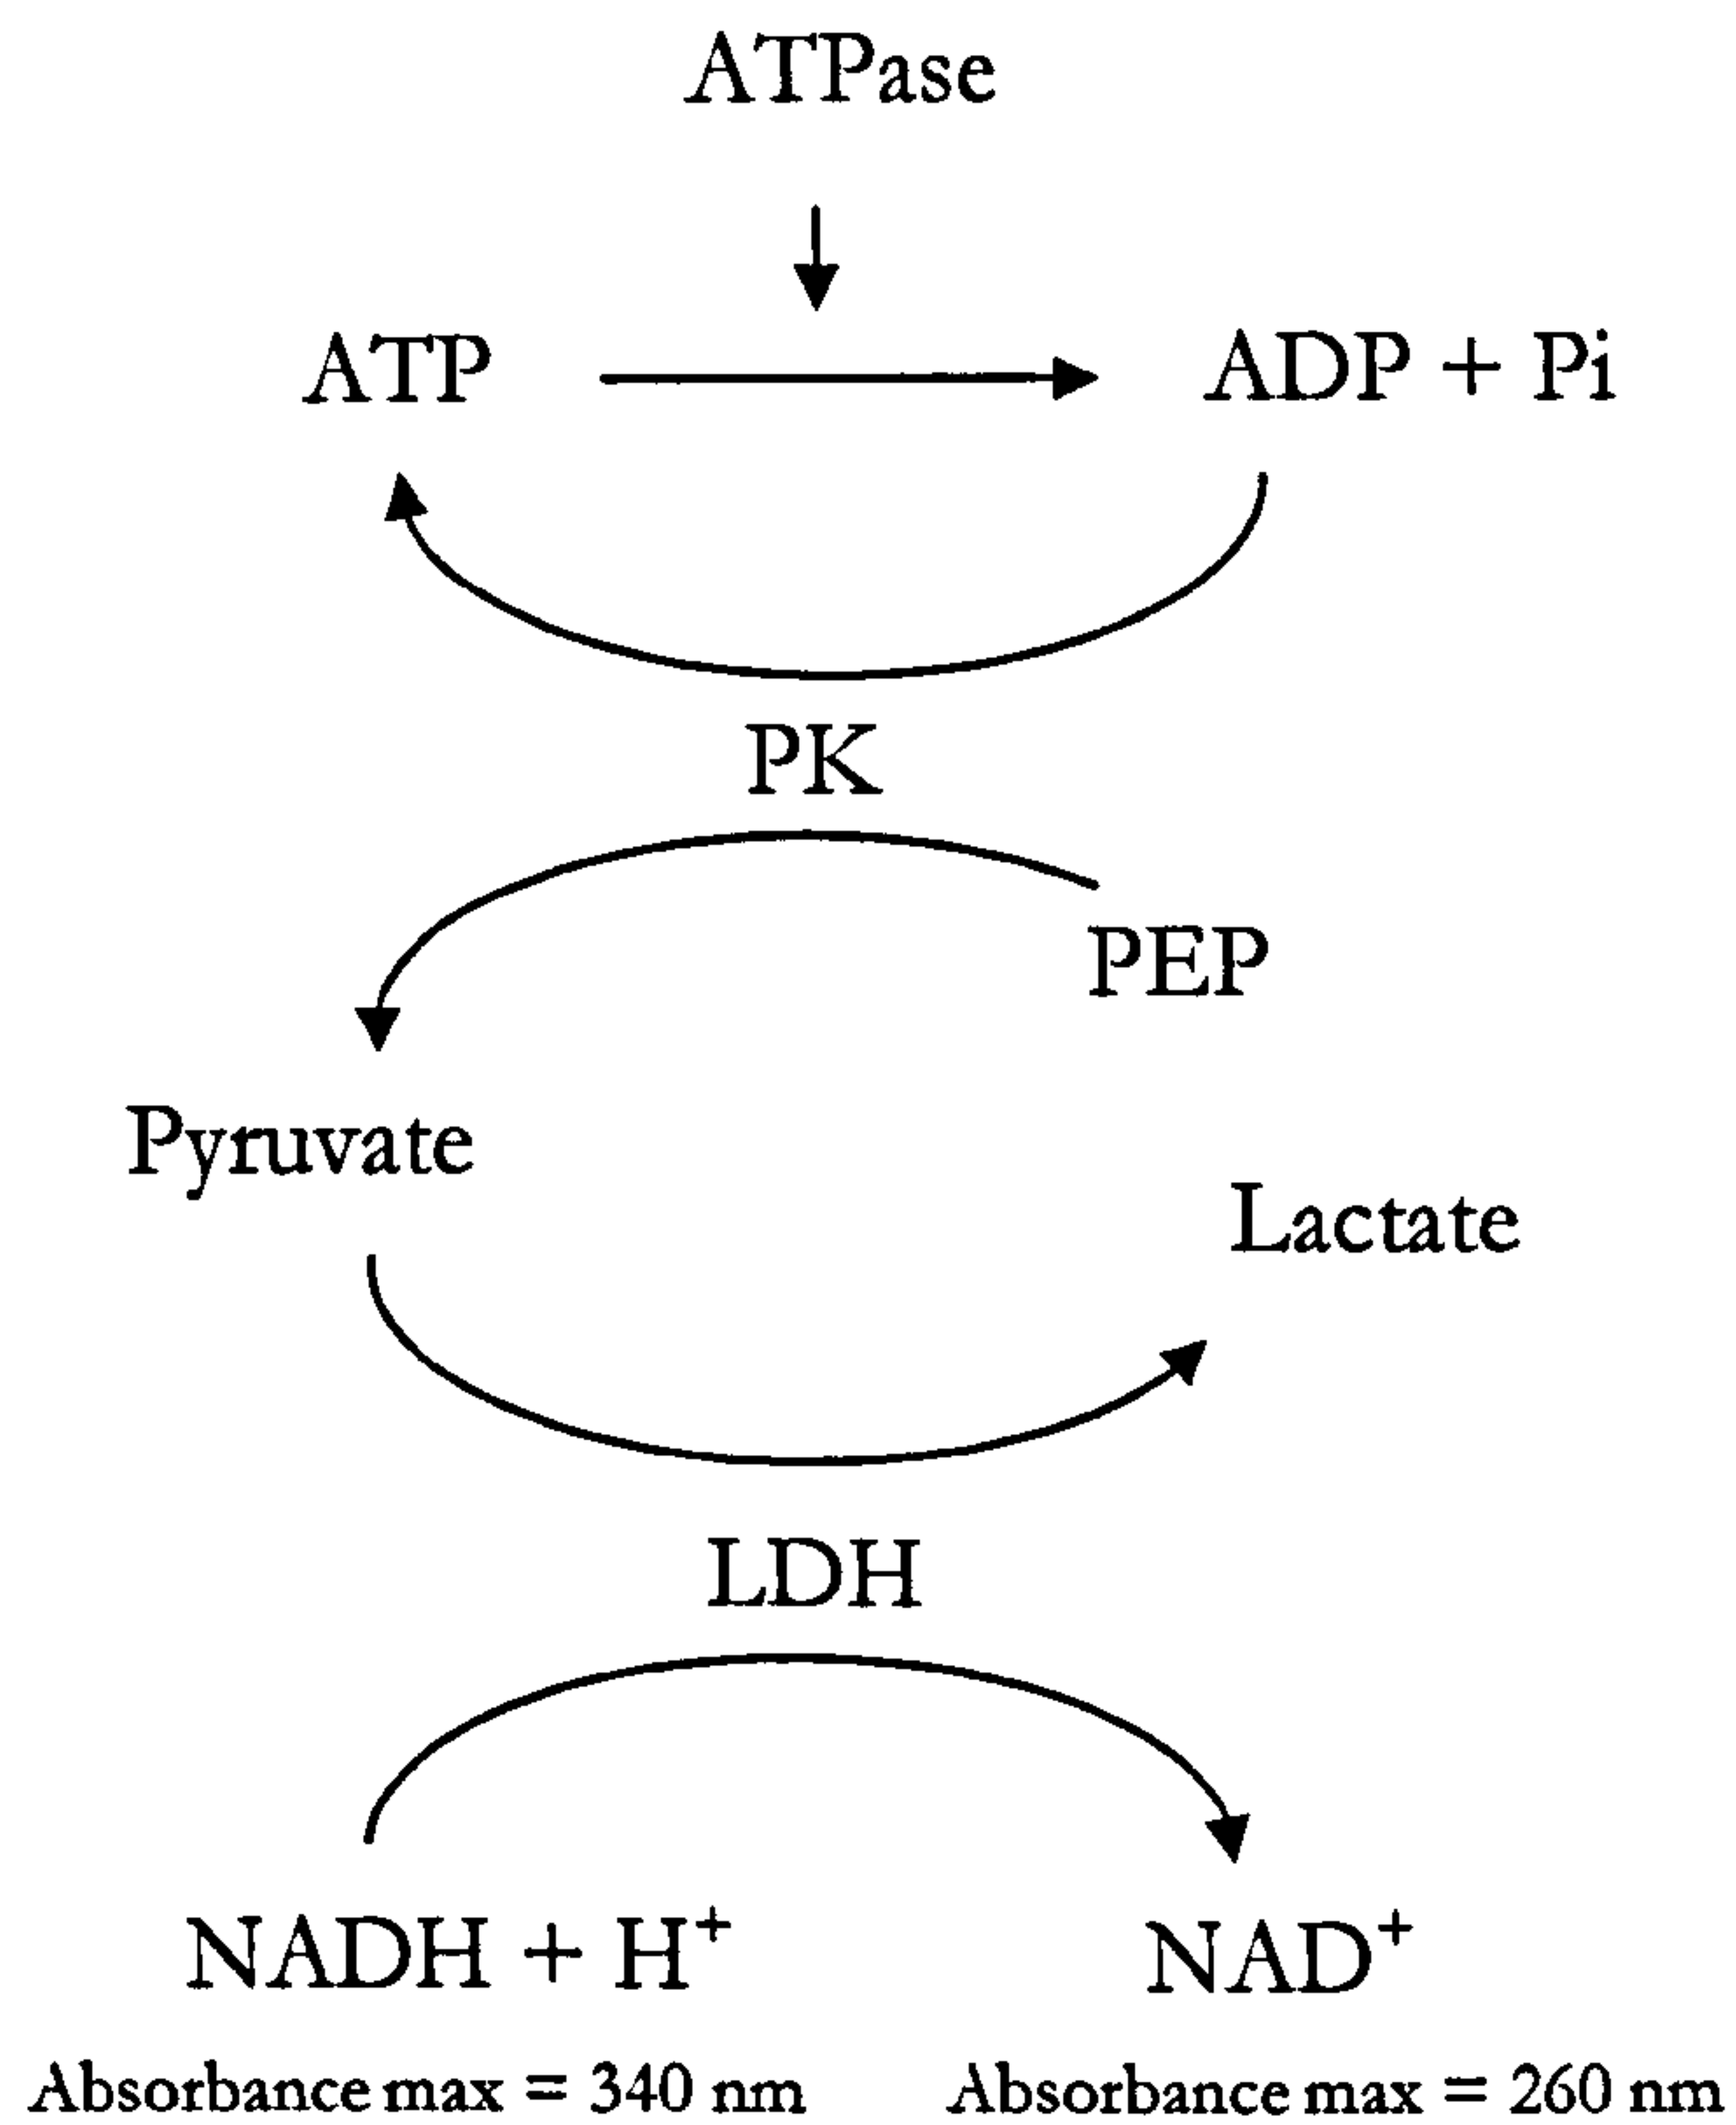 ATPase
ATP ADP + Pi
PK
PEP
Pyruvate
Lactate
LDH
NADH + H⁺ NAD⁺
Absorbance max = 340 nm Absorbance max = 260 nm